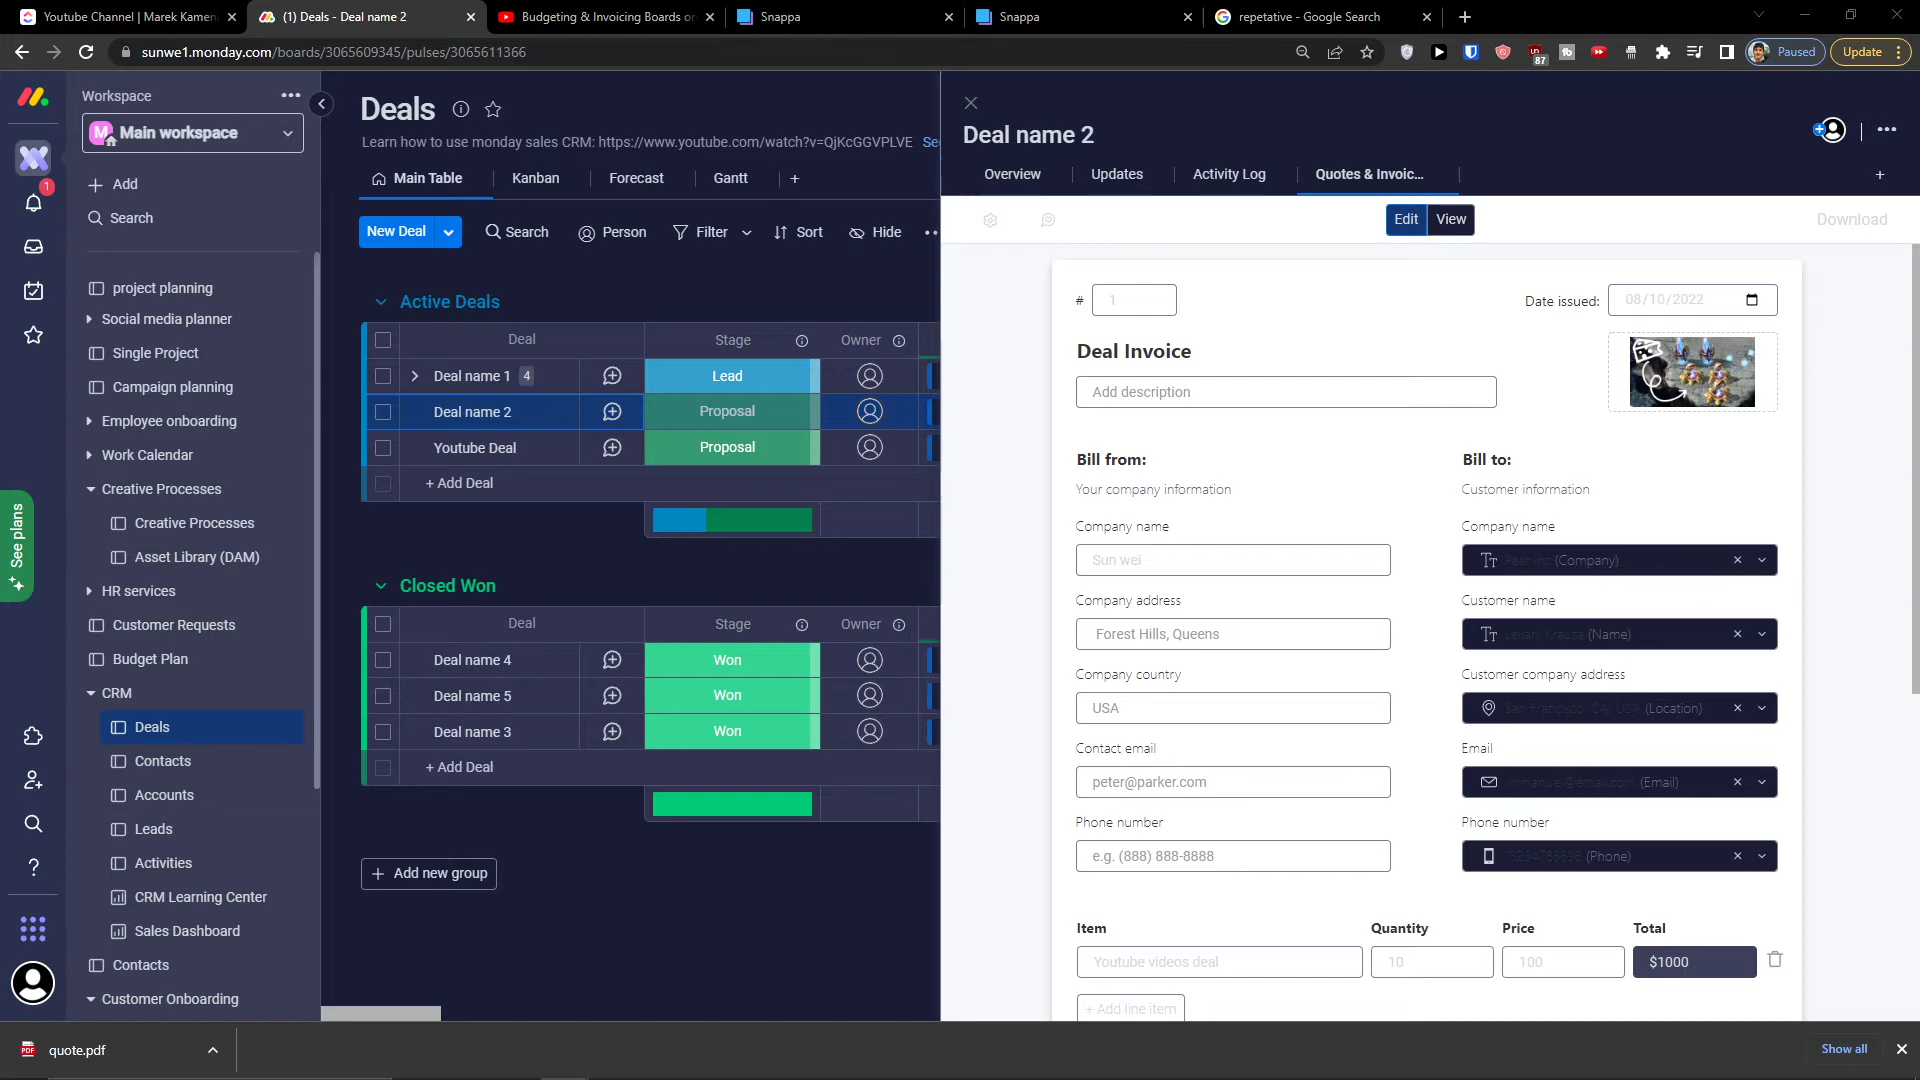 Youtube Channel | Marek Kamen
(1) Deals - Deal name 2
Budgeting & Invoicing Boards on
Snappa
Snappa
repetative - Google Search
sunwe1.monday.com/boards/3065609345/pulses/3065611366
87
Paused
Update
Workspace
M
Main workspace
1
Add
Search
project planning
Social media planner
Single Project
Campaign planning
Employee onboarding
Work Calendar
Creative Processes
Creative Processes
Asset Library (DAM)
HR services
Customer Requests
Budget Plan
CRM
Deals
Contacts
Accounts
Leads
Activities
CRM Learning Center
Sales Dashboard
Contacts
Customer Onboarding
See plans
Deals
Learn how to use monday sales CRM: https://www.youtube.com/watch?v=QjKcGGVPLVE Se
Main Table
Kanban
Forecast
Gantt
New Deal
Search
Person
Filter
Sort
Hide
Active Deals
Deal
Stage
Owner
Deal name 1
4
Lead
Deal name 2
Proposal
Youtube Deal
Proposal
+ Add Deal
Closed Won
Deal
Stage
Owner
Deal name 4
Won
Deal name 5
Won
Deal name 3
Won
+ Add Deal
Add new group
Deal name 2
Overview
Updates
Activity Log
Quotes & Invoic...
Edit
View
Download
#
1
Date issued:
08/10/2022
Deal Invoice
Add description
Bill from:
Your company information
Company name
Sun wei
Company address
Forest Hills, Queens
Company country
USA
Contact email
peter@parker.com
Phone number
e.g. (888) 888-8888
Bill to:
Customer information
Company name
(Company)
Customer name
(Name)
Customer company address
San Francisco, CA, USA (Location)
Email
(Email)
Phone number
(Phone)
Item
Quantity
Price
Total
Youtube videos deal
10
100
$1000
+ Add line item
PDF
quote.pdf
Show all